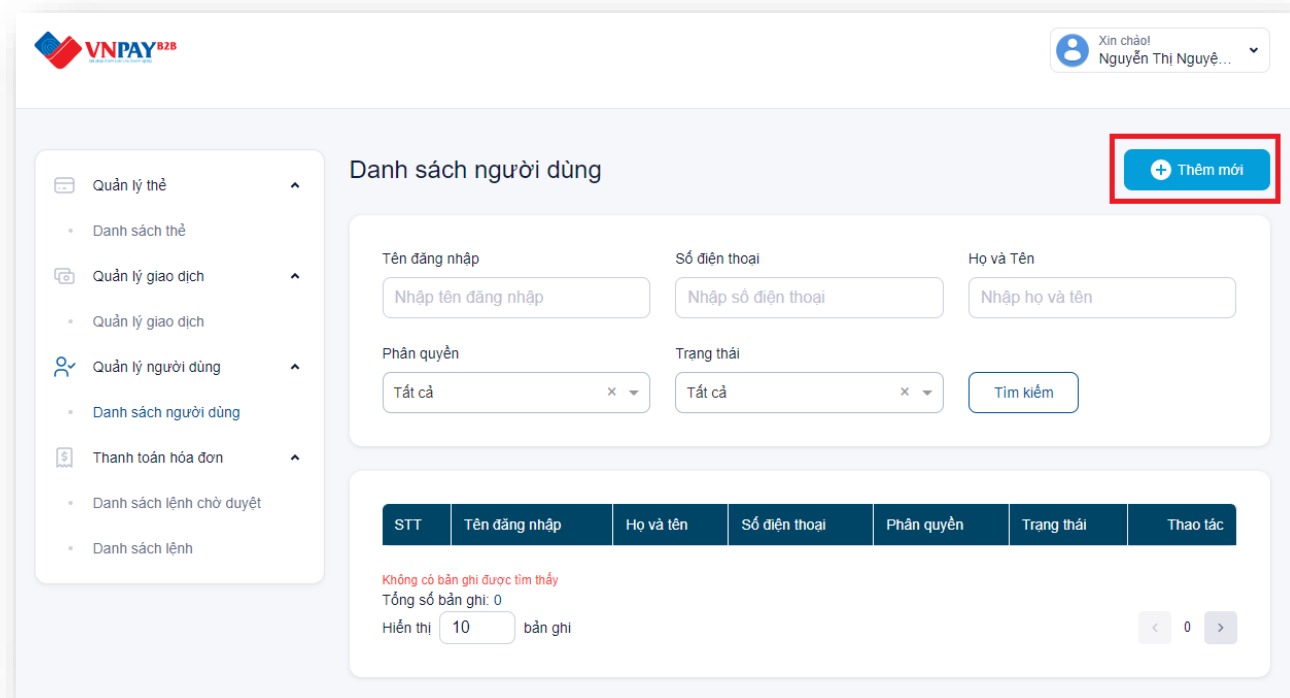 VNPAY B2B
Xin chào!
Nguyễn Thị Nguyệ...
Quản lý thẻ
Danh sách thẻ
Quản lý giao dịch
Quản lý giao dịch
Quản lý người dùng
Danh sách người dùng
Thanh toán hóa đơn
Danh sách lệnh chờ duyệt
Danh sách lệnh
Danh sách người dùng
Thêm mới
Tên đăng nhập Số điện thoại Họ và Tên
Nhập tên đăng nhập Nhập số điện thoại Nhập họ và tên
Phân quyền Trạng thái
Tất cả Tất cả Tìm kiếm
STT Tên đăng nhập Họ và tên Số điện thoại Phân quyền Trạng thái Thao tác
Không có bản ghi được tìm thấy
Tổng số bản ghi: 0
Hiển thị 10 bản ghi
0